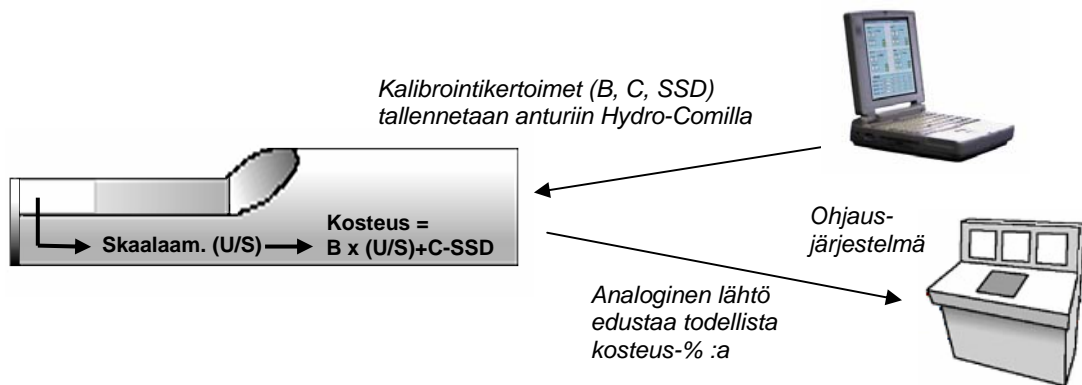 Kalibrointikertoimet (B, C, SSD)
tallennetaan anturiin Hydro-Comilla
Skaalaam. (U/S)
Kosteus =
B x (U/S)+C-SSD
Ohjaus-
järjestelmä
Analoginen lähtö
edustaa todellista
kosteus-% :a